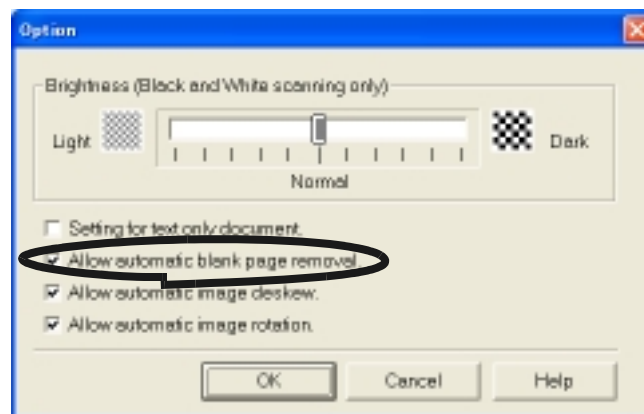 Option
Brightness (Black and White scanning only)
Light Dark
Normal
Setting for text only document.
Allow automatic blank page removal.
Allow automatic image deskew.
Allow automatic image rotation.
OK Cancel Help